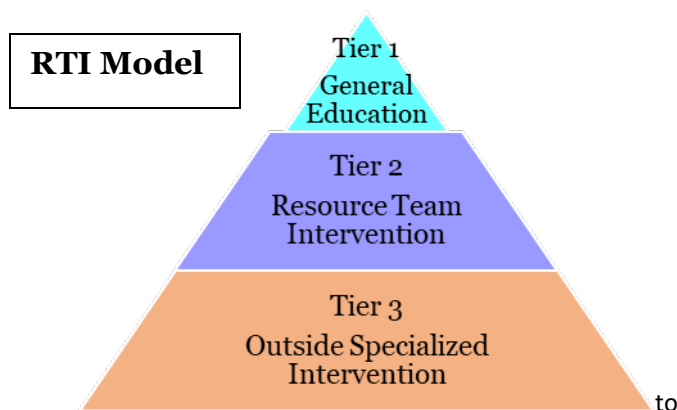 RTI Model
Tier 1
General
Education
Tier 2
Resource Team
Intervention
Tier 3
Outside Specialized
Intervention
to